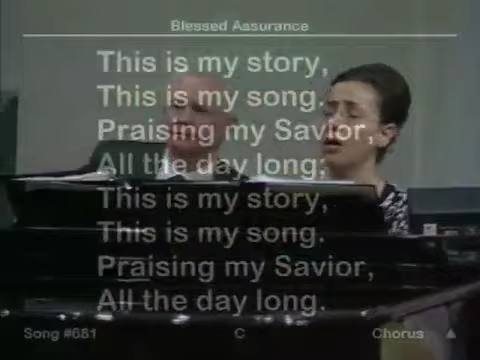 Blessed Assurance
This is my story,
This is my song.
Praising my Savior,
All the day long;
This is my story,
This is my song.
Praising my Savior,
All the day long.
Song #681 C Chorus ▲